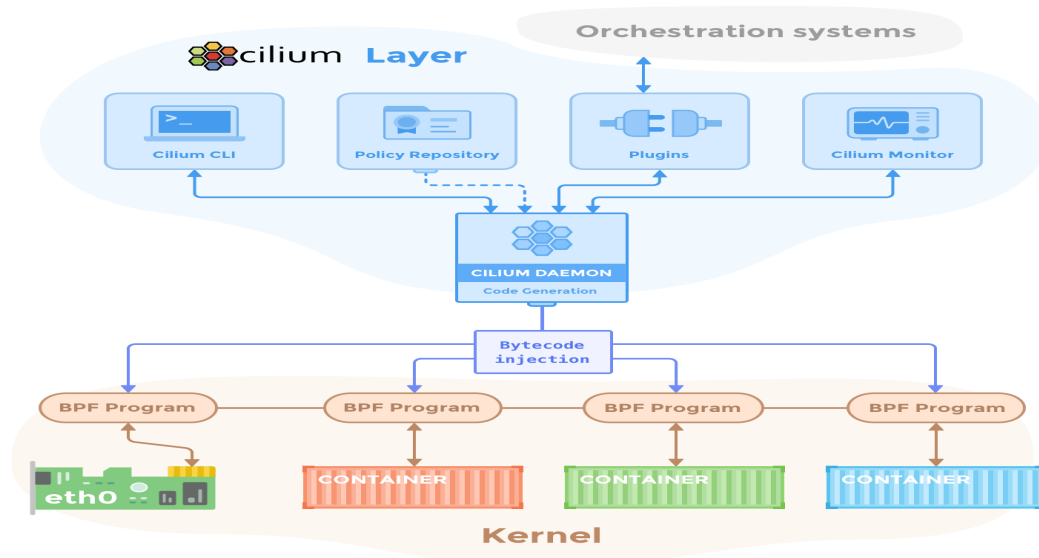 Orchestration systems
cilium Layer
>_
Cilium CLI
Policy Repository
Plugins
Cilium Monitor
CILIUM DAEMON
Code Generation
Bytecode
injection
BPF Program
BPF Program
BPF Program
BPF Program
eth0
CONTAINER
CONTAINER
CONTAINER
Kernel